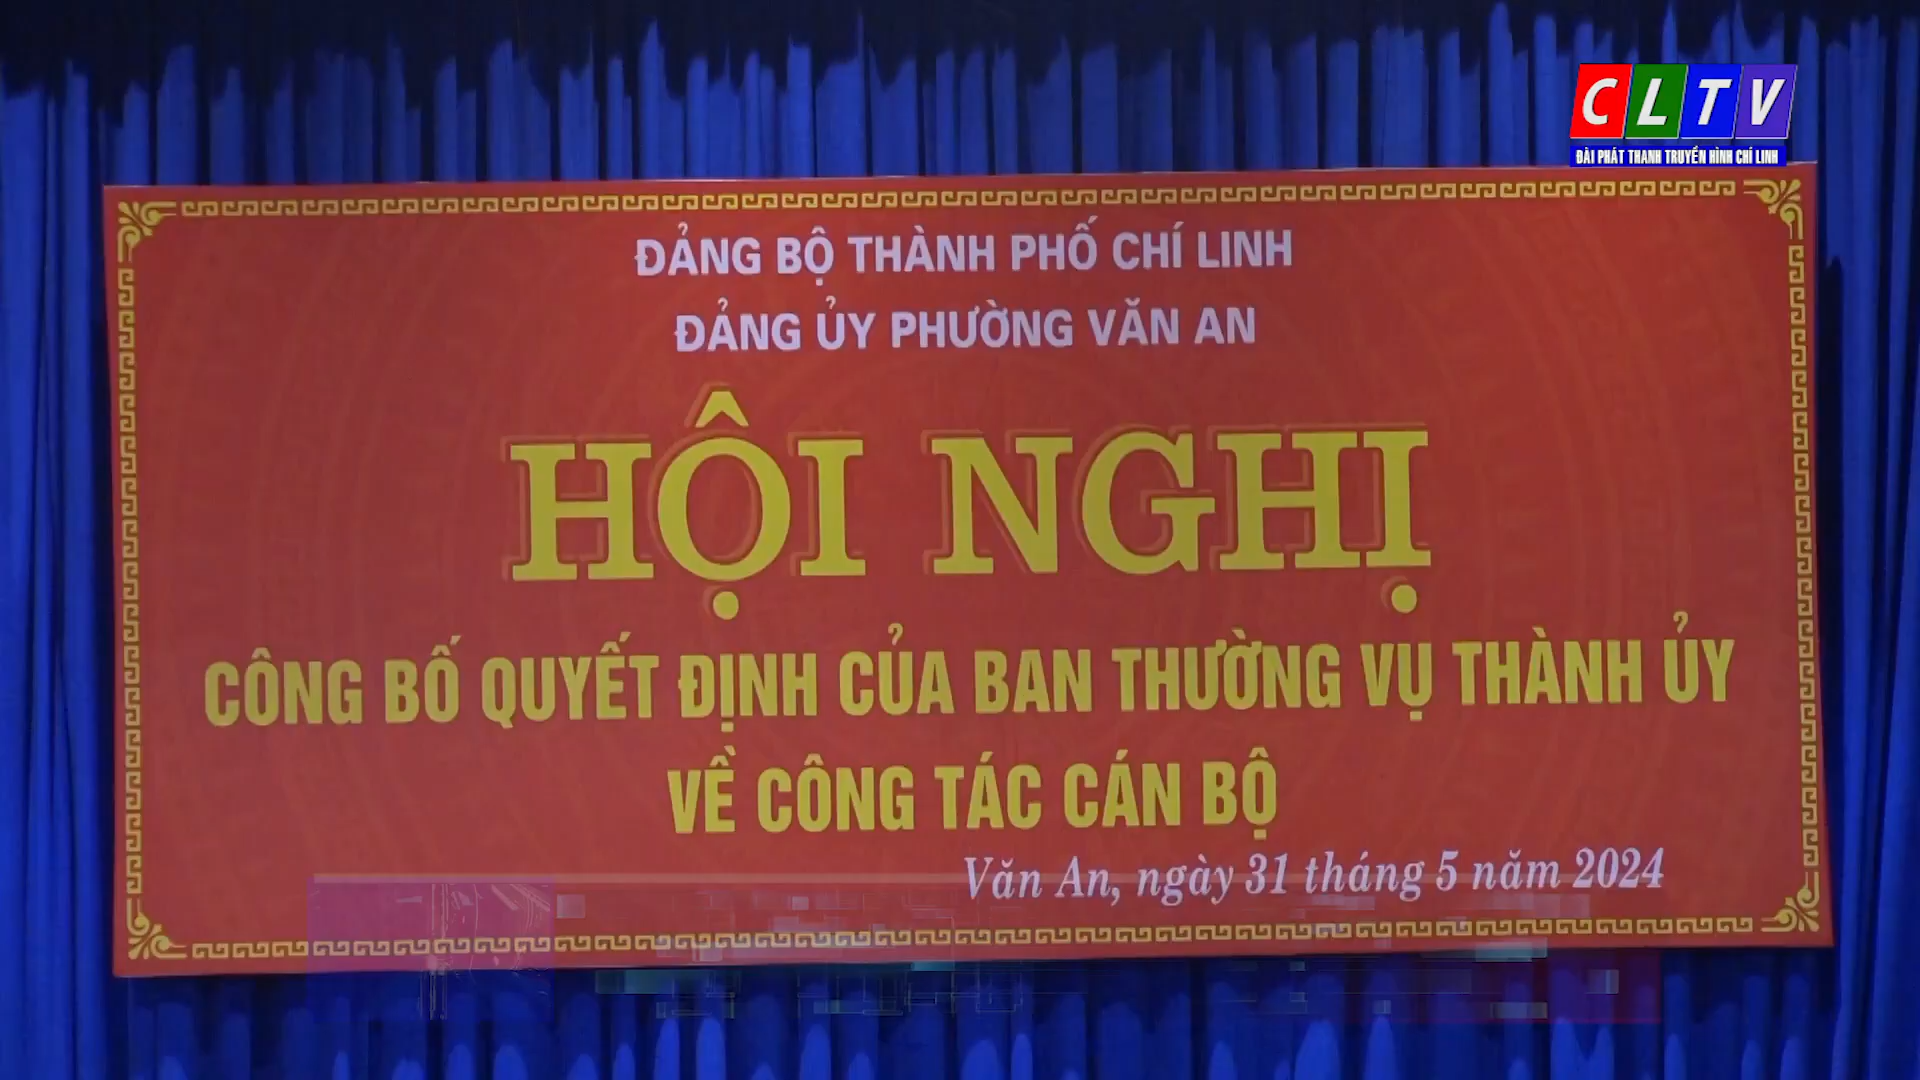 CLTV
ĐÀI PHÁT THANH TRUYỀN HÌNH CHÍ LINH
ĐẢNG BỘ THÀNH PHỐ CHÍ LINH
ĐẢNG ỦY PHƯỜNG VĂN AN
HỘI NGHỊ
CÔNG BỐ QUYẾT ĐỊNH CỦA BAN THƯỜNG VỤ THÀNH ỦY
VỀ CÔNG TÁC CÁN BỘ
Văn An, ngày 31 tháng 5 năm 2024